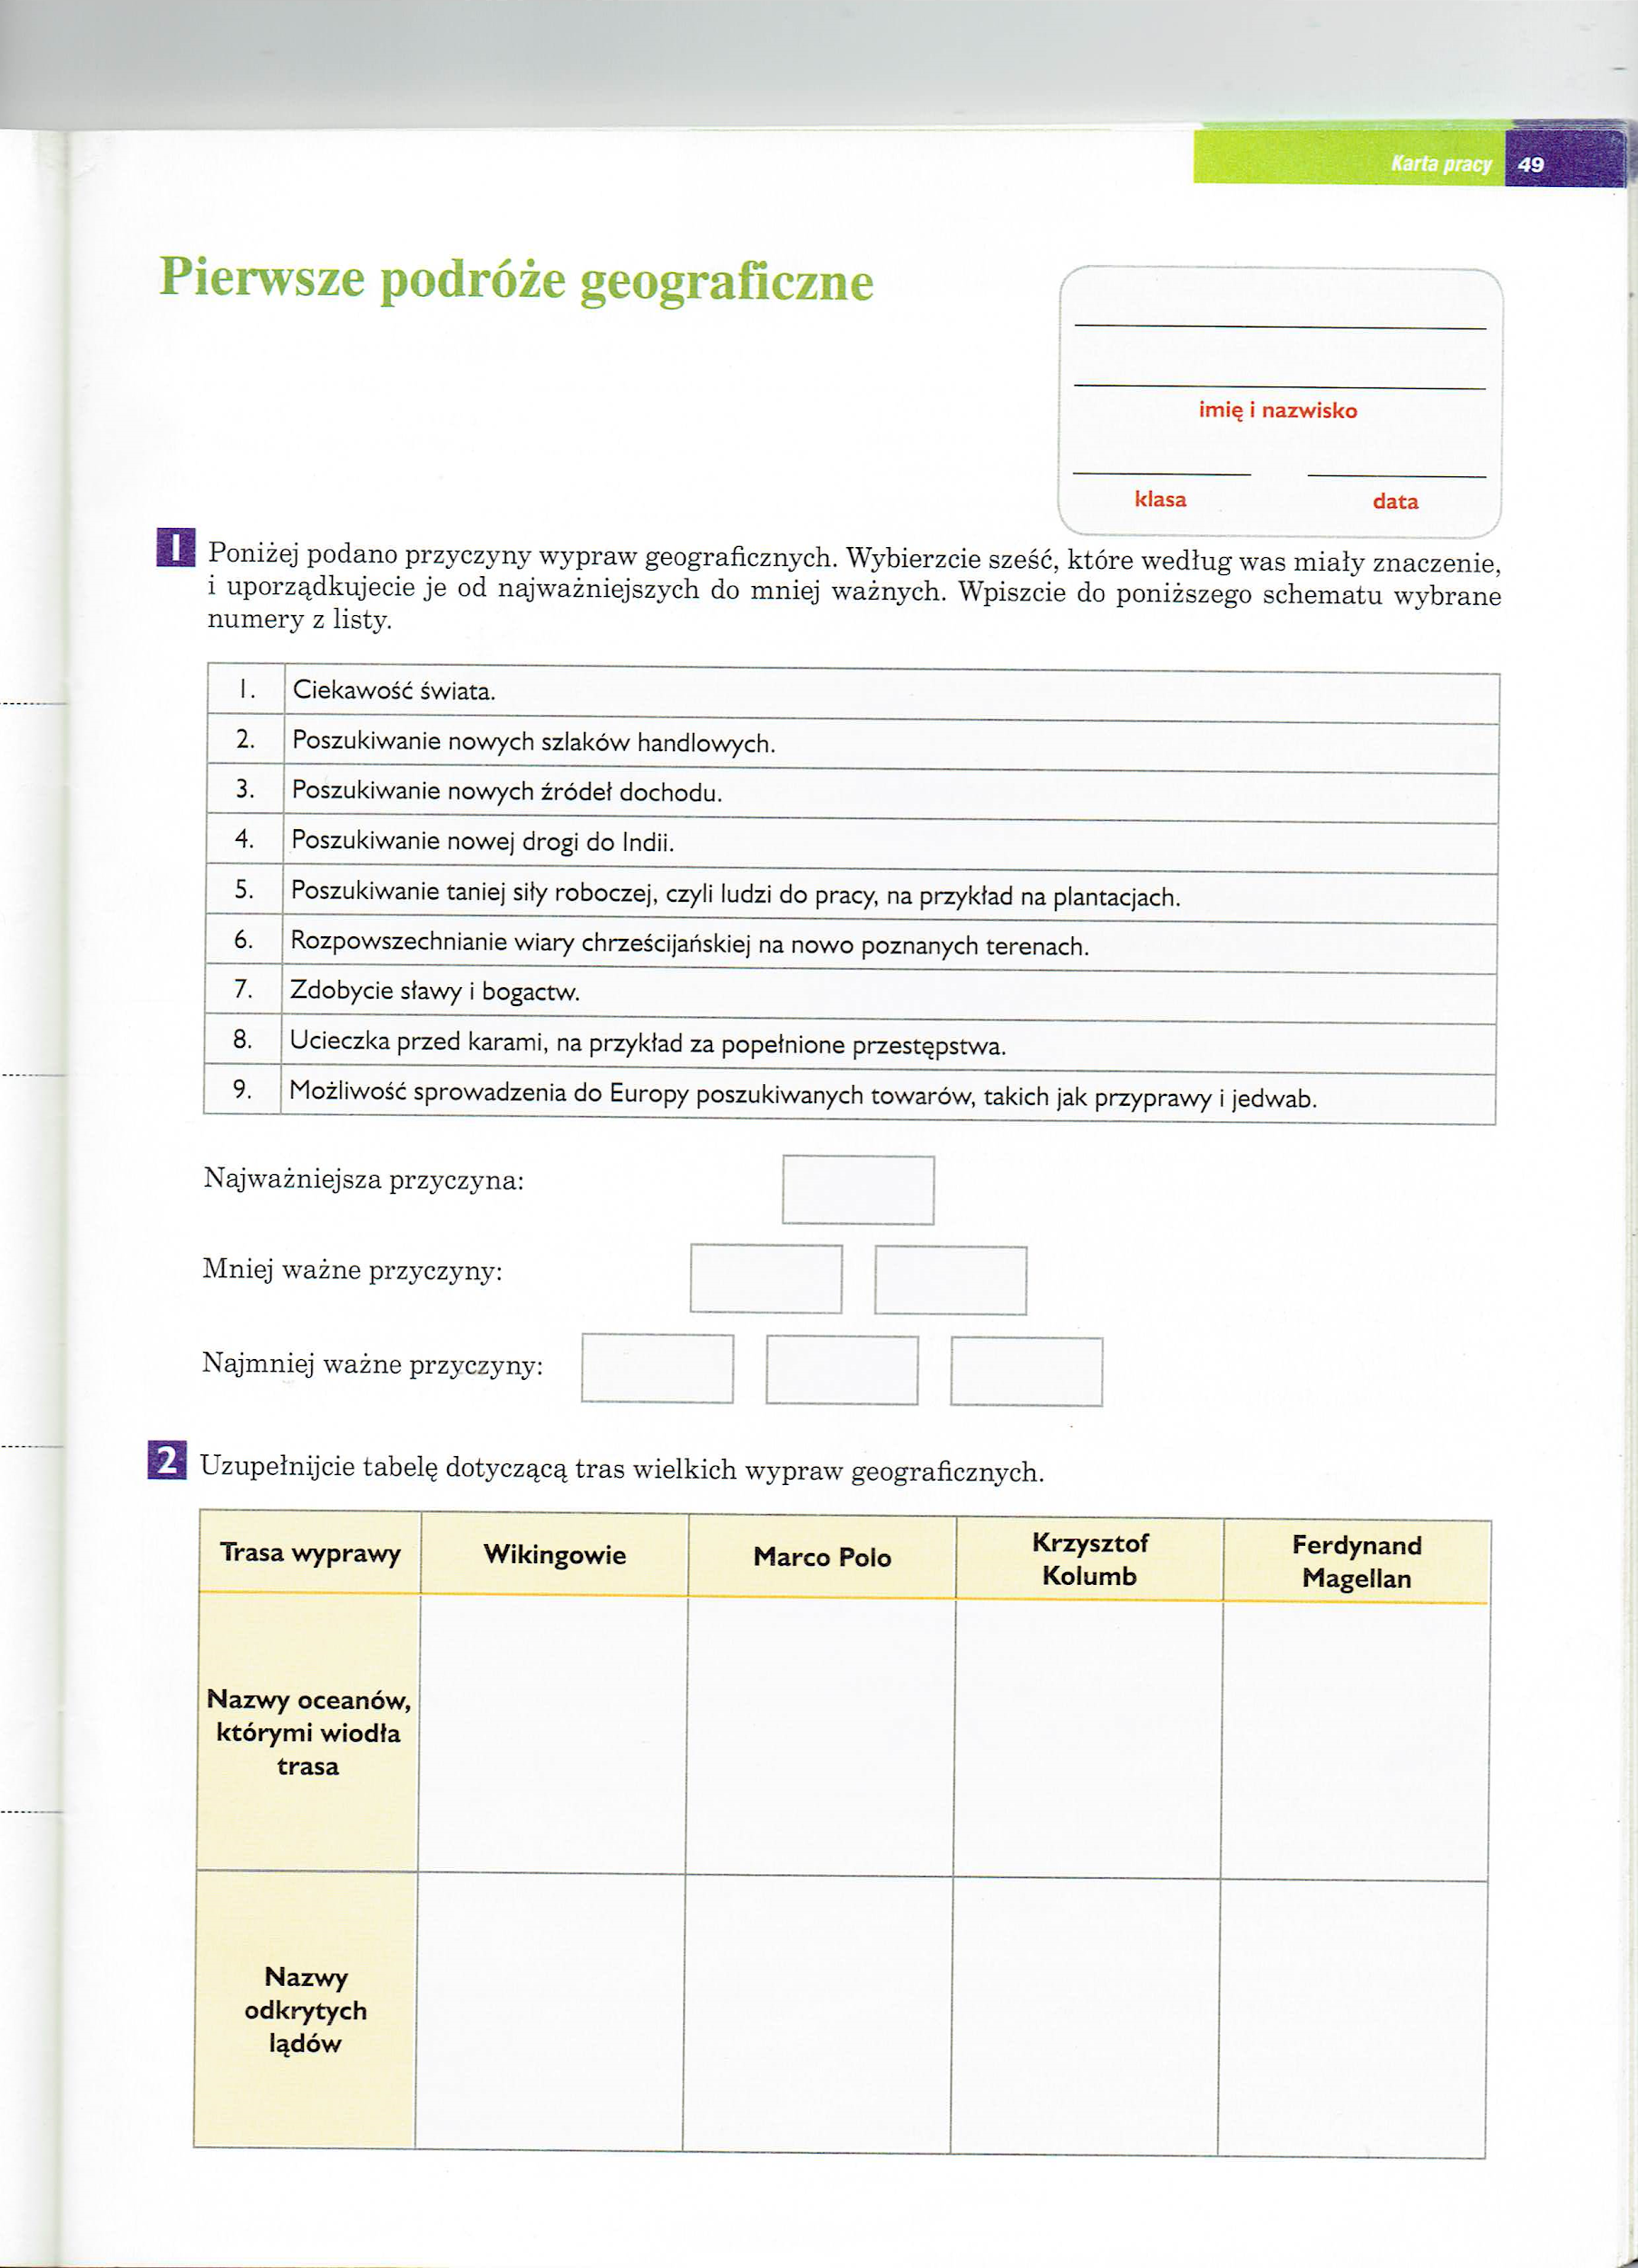 Karta pracy 49
Pierwsze podróże geograficzne
imię i nazwisko
klasa data
1 Poniżej podano przyczyny wypraw geograficznych. Wybierzcie sześć, które według was miały znaczenie,
i uporządkujecie je od najważniejszych do mniej ważnych. Wpiszcie do poniższego schematu wybrane
numery z listy.
1. Ciekawość świata.
2. Poszukiwanie nowych szlaków handlowych.
3. Poszukiwanie nowych źródeł dochodu.
4. Poszukiwanie nowej drogi do Indii.
5. Poszukiwanie taniej siły roboczej, czyli ludzi do pracy, na przykład na plantacjach.
6. Rozpowszechnianie wiary chrześcijańskiej na nowo poznanych terenach.
7. Zdobycie sławy i bogactw.
8. Ucieczka przed karami, na przykład za popełnione przestępstwa.
9. Możliwość sprowadzenia do Europy poszukiwanych towarów, takich jak przyprawy i jedwab.
Najważniejsza przyczyna:
Mniej ważne przyczyny:
Najmniej ważne przyczyny:
2 Uzupełnijcie tabelę dotyczącą tras wielkich wypraw geograficznych.
Trasa wyprawy
Wikingowie
Marco Polo
Krzysztof
Kolumb
Ferdynand
Magellan
Nazwy oceanów,
którymi wiodła
trasa
Nazwy
odkrytych
lądów